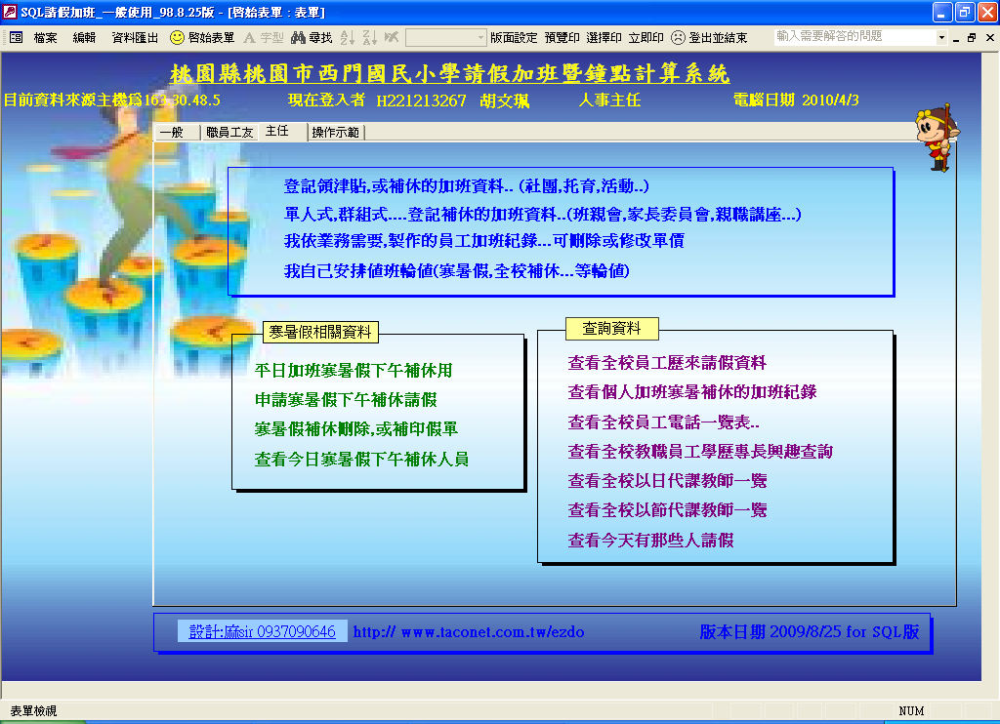 SQL請假加班_一般使用_98.8.25版 - [啓始表單 : 表單]
檔案 編輯 資料匯出 啓始表單 字型 尋找 版面設定 預覽印 選擇印 立即印 登出並結束 輸入需要解答的問題
桃園縣桃園市西門國民小學請假加班暨鐘點計算系統
目前資料來源主機爲163.30.48.5 現在登入者 H221213267 胡文珮 人事主任 電腦日期 2010/4/3
一般 職員工友 主任 操作示範
登記領津貼,或補休的加班資料.. (社團,托育,活動..)
單人式,群組式....登記補休的加班資料..(班親會,家長委員會,親職講座...)
我依業務需要,製作的員工加班紀錄...可刪除或修改單價
我自己安排值班輪值(寒暑假,全校補休...等輪值)
寒暑假相關資料
平日加班寒暑假下午補休用
申請寒暑假下午補休請假
寒暑假補休刪除,或補印假單
查看今日寒暑假下午補休人員
查詢資料
查看全校員工歷來請假資料
查看個人加班寒暑補休的加班紀錄
查看全校員工電話一覽表..
查看全校教職員工學歷專長興趣查詢
查看全校以日代課教師一覽
查看全校以節代課教師一覽
查看今天有那些人請假
設計:麻sir 0937090646 http:// www.taconet.com.tw/ezdo 版本日期 2009/8/25 for SQL版
表單檢視 NUM